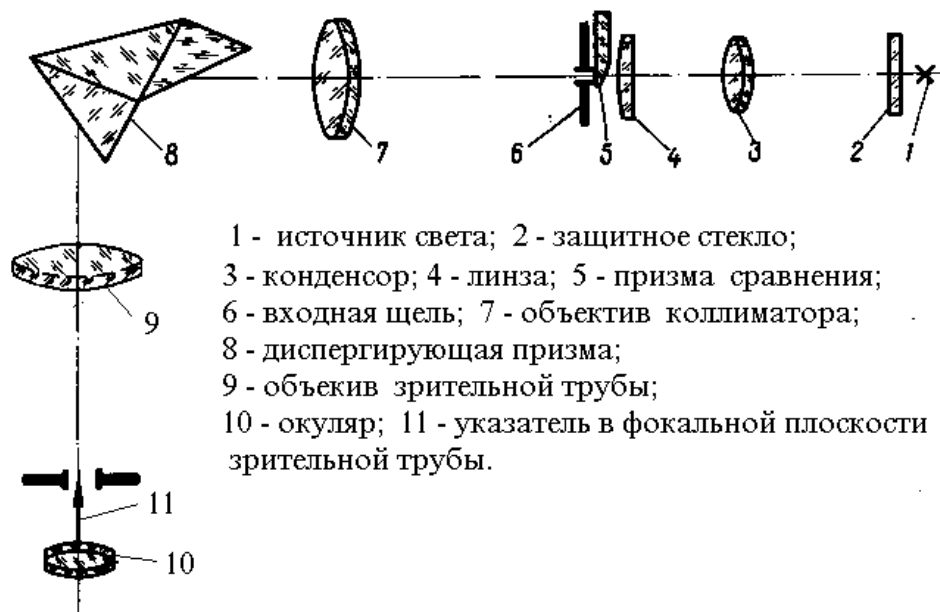 8 7 6 5 4 3 2 1
1 - источник света; 2 - защитное стекло;
3 - конденсор; 4 - линза; 5 - призма сравнения;
6 - входная щель; 7 - объектив коллиматора;
8 - диспергирующая призма;
9 - объекив зрительной трубы;
10 - окуляр; 11 - указатель в фокальной плоскости
зрительной трубы.
9
11
10